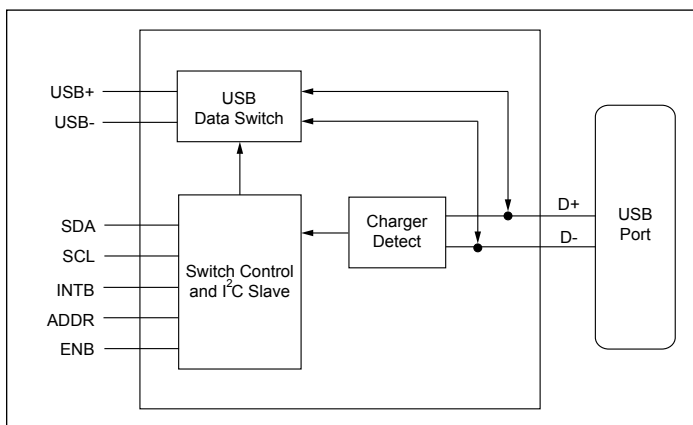 USB+
USB-
USB
Data Switch
SDA
SCL
INTB
ADDR
ENB
Switch Control
and I²C Slave
Charger
Detect
D+
D-
USB
Port